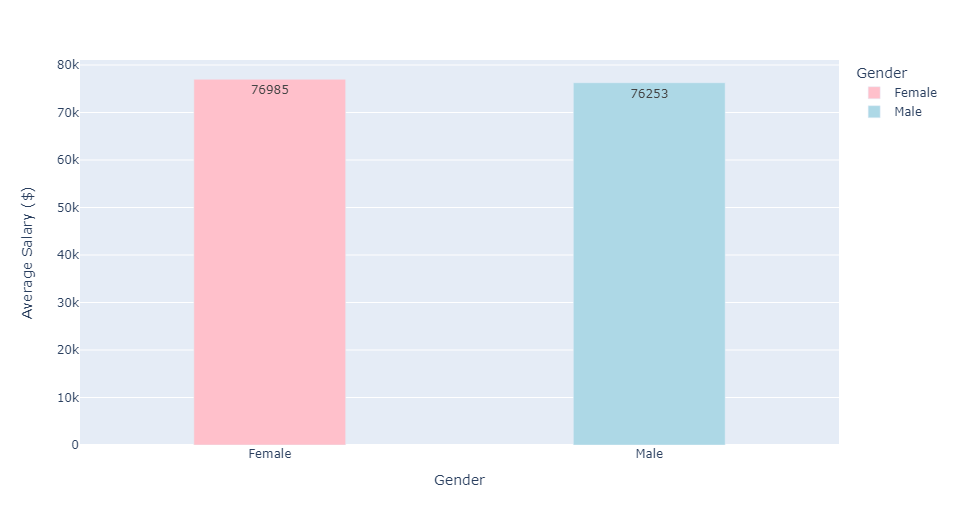 80k
70k
60k
50k
40k
30k
20k
10k
0
Average Salary ($)
76985
76253
Female
Male
Gender
Gender
Female
Male